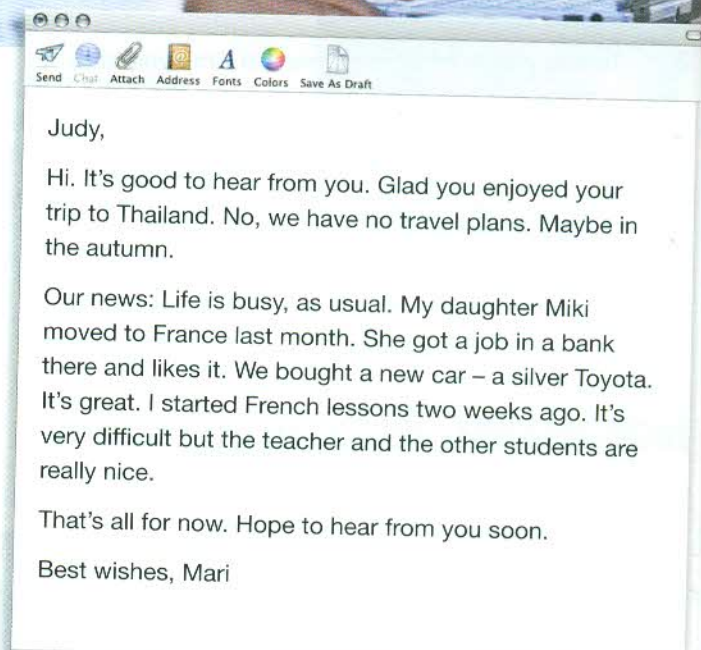 Send Chat Attach Address Fonts Colors Save As Draft
Judy,
Hi. It's good to hear from you. Glad you enjoyed your
trip to Thailand. No, we have no travel plans. Maybe in
the autumn.
Our news: Life is busy, as usual. My daughter Miki
moved to France last month. She got a job in a bank
there and likes it. We bought a new car – a silver Toyota.
It's great. I started French lessons two weeks ago. It's
very difficult but the teacher and the other students are
really nice.
That's all for now. Hope to hear from you soon.
Best wishes, Mari